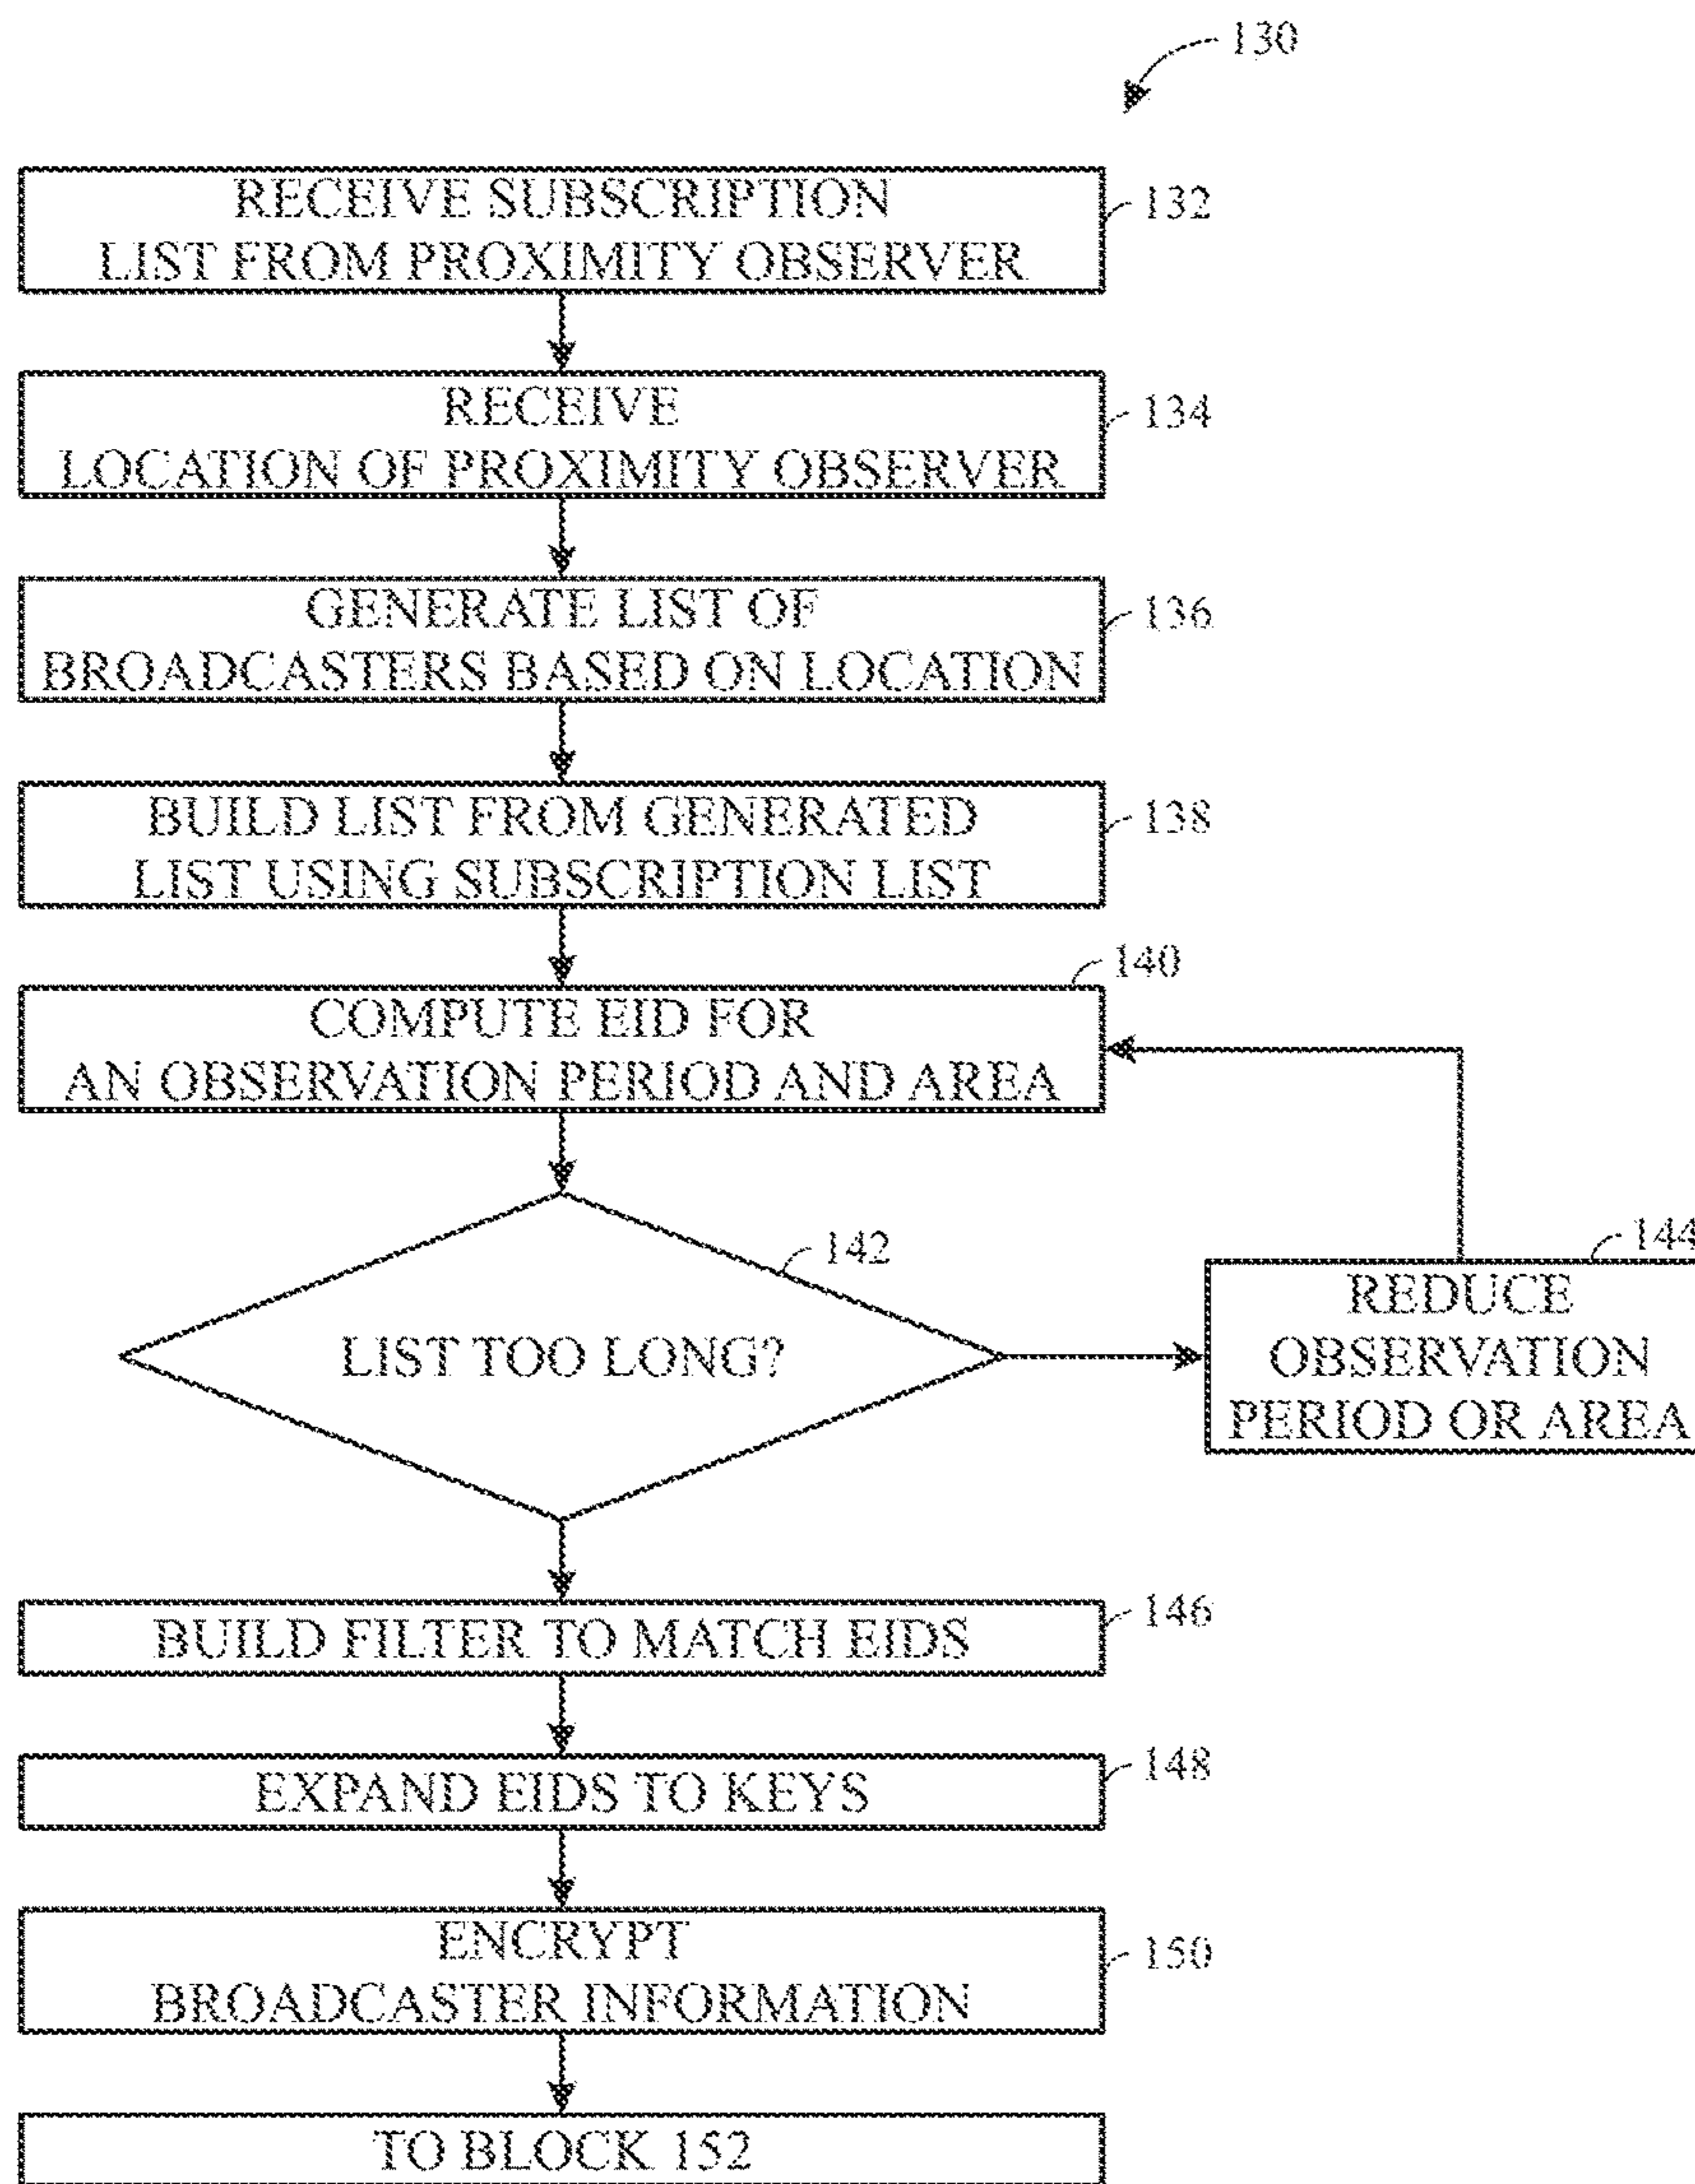 130
RECEIVE SUBSCRIPTION
LIST FROM PROXIMITY OBSERVER
132
RECEIVE
LOCATION OF PROXIMITY OBSERVER
134
GENERATE LIST OF
BROADCASTERS BASED ON LOCATION
136
BUILD LIST FROM GENERATED
LIST USING SUBSCRIPTION LIST
138
140
COMPUTE EID FOR
AN OBSERVATION PERIOD AND AREA
142
LIST TOO LONG?
144
REDUCE
OBSERVATION
PERIOD OR AREA
BUILD FILTER TO MATCH EIDS
146
EXPAND EIDS TO KEYS
148
ENCRYPT
BROADCASTER INFORMATION
150
TO BLOCK 152